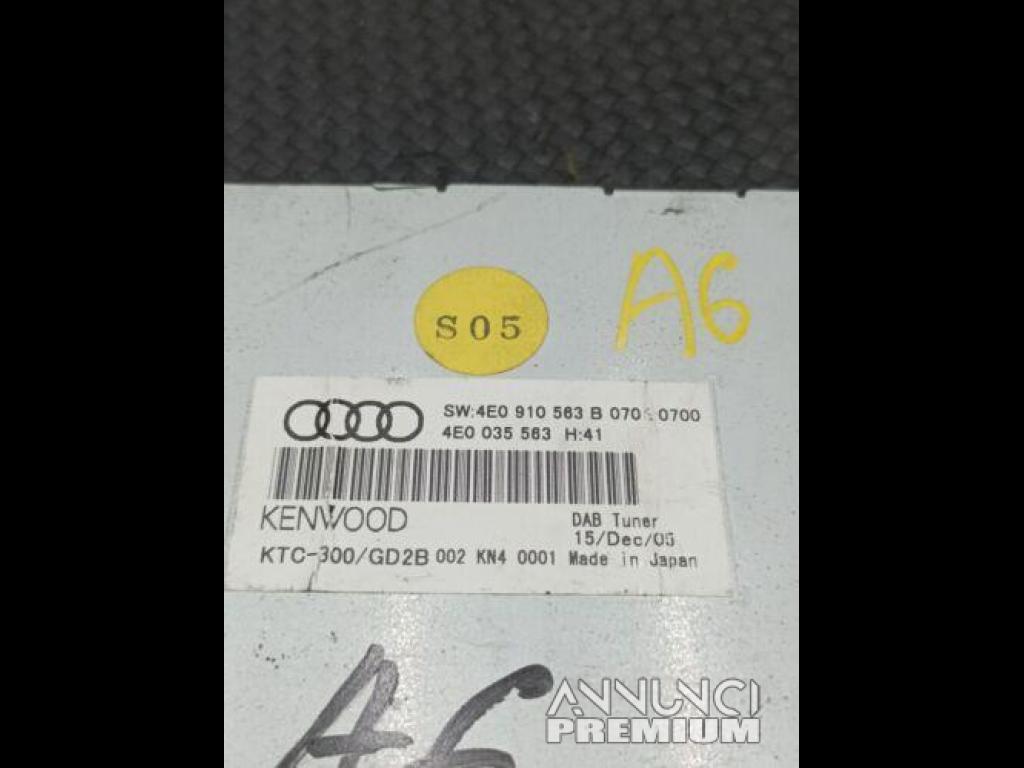 A6
S05
SW:4E0 910 563 B 0700
4E0 035 563 H:41
KENWOOD
DAB Tuner
15/Dec/05
KTC-300/GD2B 002 KN4 0001 Made in Japan
A6
ANNUNCI
PREMIUM